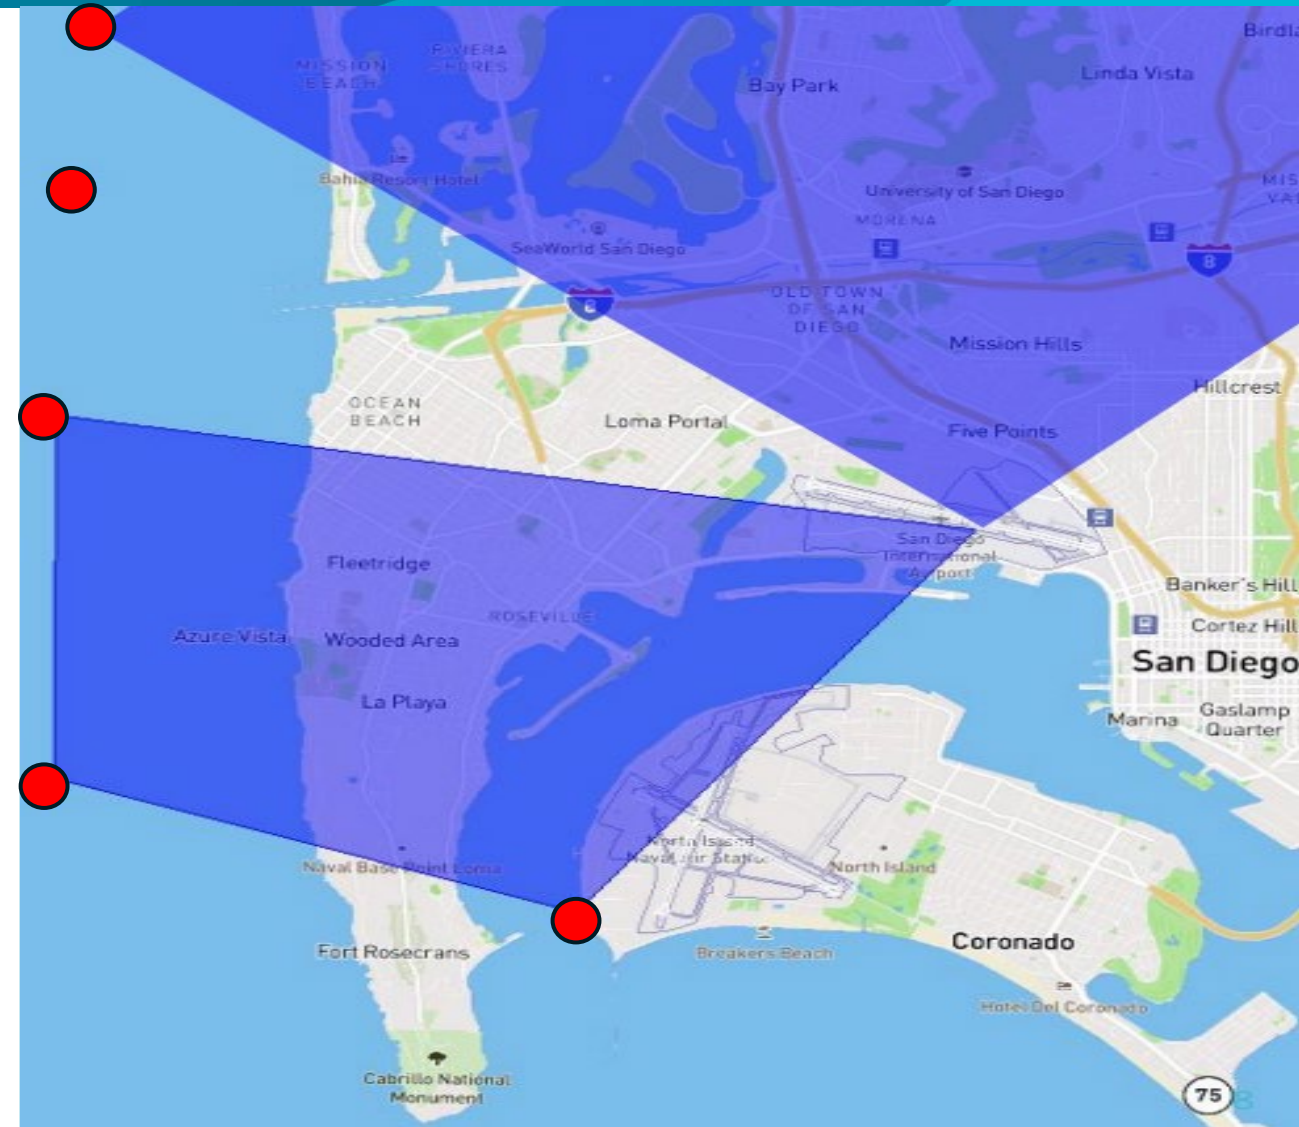 Birdla
RIVIERA
SHORES
MISSION
BEACH
Bay Park
Linda Vista
Bahia Resort Hotel
University of San Diego
MIS
VAL
MORENA
SeaWorld San Diego
8
8
OLD TOWN
OF SAN
DIEGO
Mission Hills
Hillcrest
OCEAN
BEACH
Loma Portal
Five Points
San Diego
International
Airport
Fleetridge
Banker's Hill
ROSEVILLE
Cortez Hill
Azure Vista
Wooded Area
San Diego
La Playa
Marina
Gaslamp
Quarter
North Island
Naval Air Station
Naval Base Point Loma
North Island
Fort Rosecrans
Breakers Beach
Coronado
Hotel Del Coronado
Cabrillo National
Monument
75
8